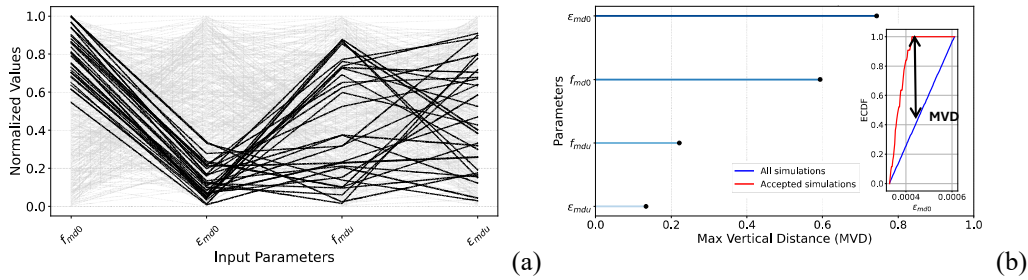 1.0
0.8
0.6
0.4
0.2
0.0
Normalized Values
f_md0
ε_md0
f_mdu
ε_mdu
Input Parameters
(a)
ε_md0
f_md0
f_mdu
ε_mdu
Parameters
0.0 0.2 0.4 0.6 0.8 1.0
Max Vertical Distance (MVD)
All simulations
Accepted simulations
1.0
0.8
0.6
0.4
0.2
0.0
ECDF
MVD
0.0004 0.0006
ε_md0
(b)